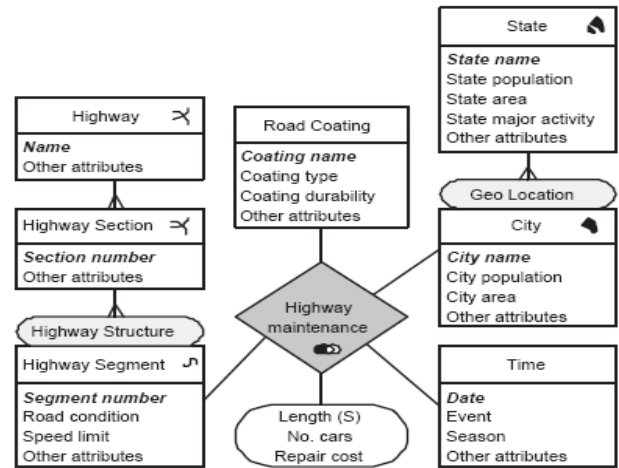 Highway
Name
Other attributes
Highway Section
Section number
Other attributes
Highway Structure
Highway Segment
Segment number
Road condition
Speed limit
Other attributes
Road Coating
Coating name
Coating type
Coating durability
Other attributes
Highway
maintenance
Length (S)
No. cars
Repair cost
State
State name
State population
State area
State major activity
Other attributes
Geo Location
City
City name
City population
City area
Other attributes
Time
Date
Event
Season
Other attributes